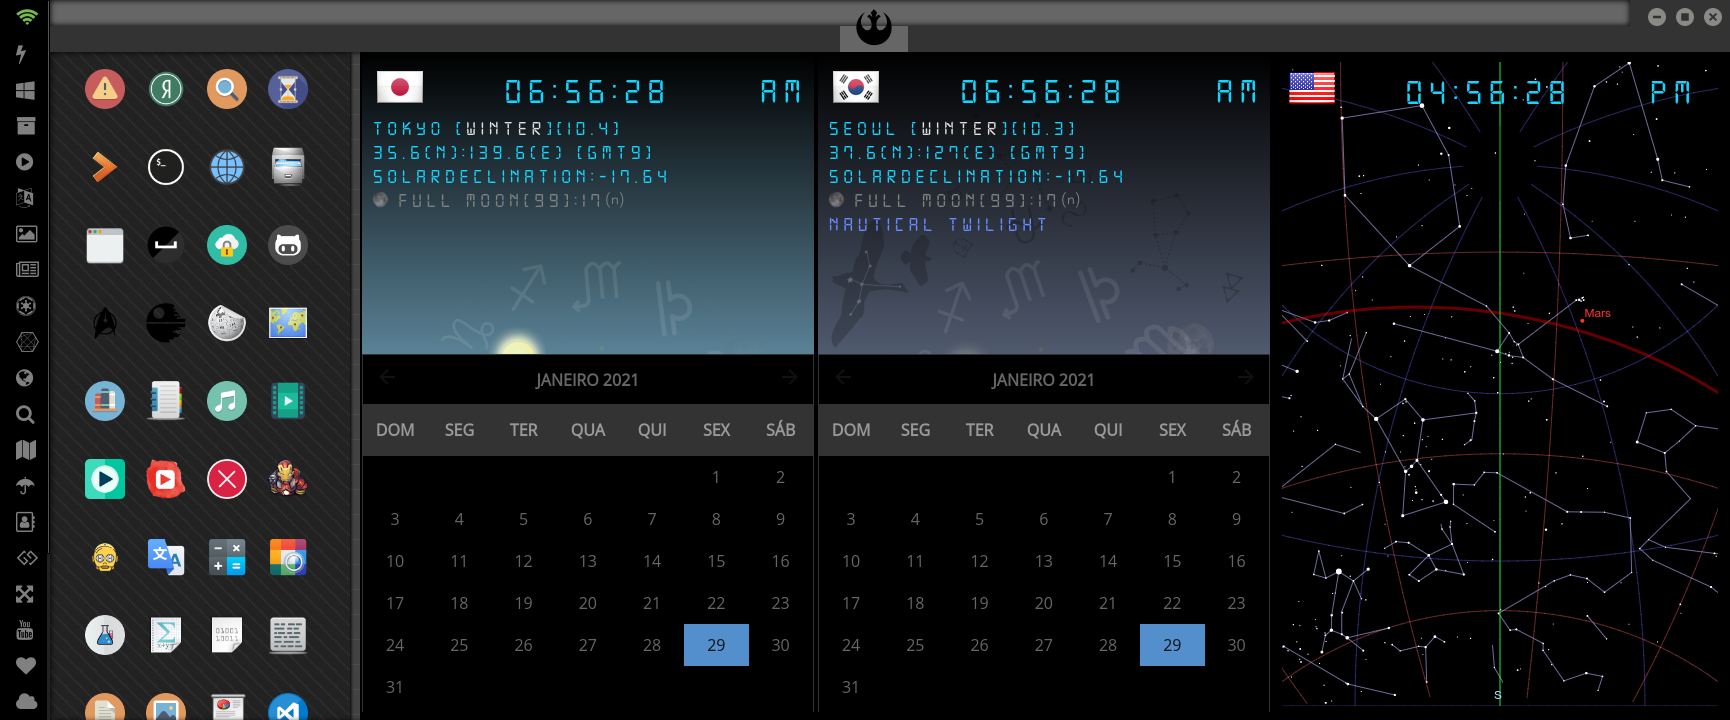 06:56:28 AM
TOKYO [WINTER][10.4]
35.6(N):139.6(E) [GMT9]
SOLARDECLINATION:-17.64
FULL MOON[99]:17(n)
JANEIRO 2021
DOM SEG TER QUA QUI SEX SÁB
1 2
3 4 5 6 7 8 9
10 11 12 13 14 15 16
17 18 19 20 21 22 23
24 25 26 27 28 29 30
31
06:56:28 AM
SEOUL [WINTER][10.3]
37.6(N):127(E) [GMT9]
SOLARDECLINATION:-17.64
FULL MOON[99]:17(n)
NAUTICAL TWILIGHT
JANEIRO 2021
DOM SEG TER QUA QUI SEX SÁB
1 2
3 4 5 6 7 8 9
10 11 12 13 14 15 16
17 18 19 20 21 22 23
24 25 26 27 28 29 30
31
04:56:28 PM
Mars
S
You
Tube